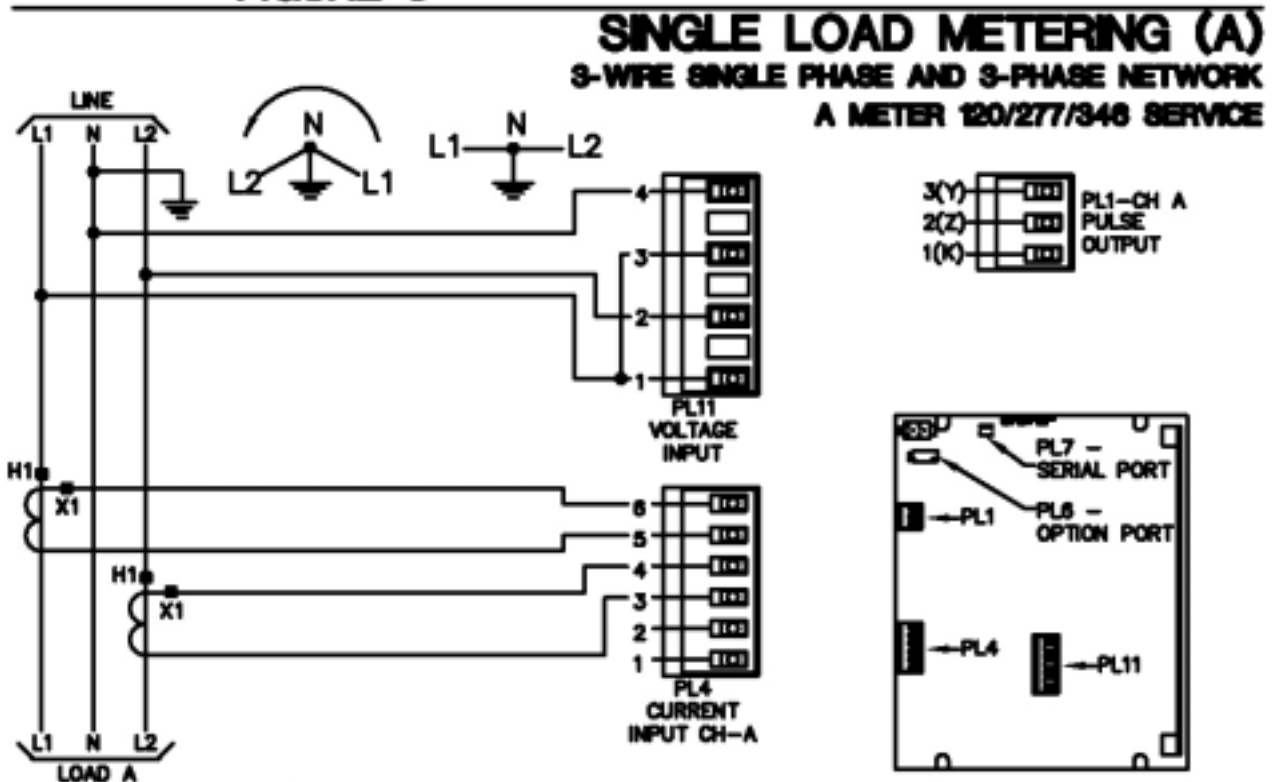 SINGLE LOAD METERING (A)
3-WIRE SINGLE PHASE AND 3-PHASE NETWORK
A METER 120/277/346 SERVICE
LINE
L1 N L2
N
L2 L1
N
L1 L2
4
3
2
1
PL11
VOLTAGE
INPUT
3(Y)
2(Z)
1(K)
PL1-CH A
PULSE
OUTPUT
H1
X1
H1
X1
6
5
4
3
2
1
PL4
CURRENT
INPUT CH-A
PL7 -
SERIAL PORT
PL6 -
OPTION PORT
PL1
PL4
PL11
L1 N L2
LOAD A